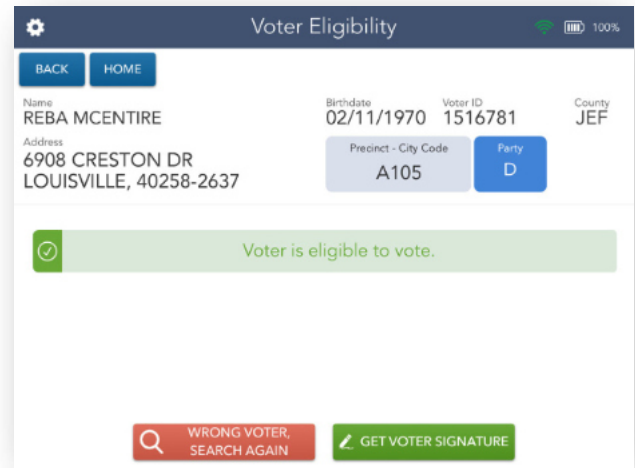 Voter Eligibility
100%
BACK HOME
Name Birthdate Voter ID County
REBA MCENTIRE 02/11/1970 1516781 JEF
Address Precinct - City Code Party
6908 CRESTON DR A105 D
LOUISVILLE, 40258-2637
Voter is eligible to vote.
WRONG VOTER,
SEARCH AGAIN
GET VOTER SIGNATURE